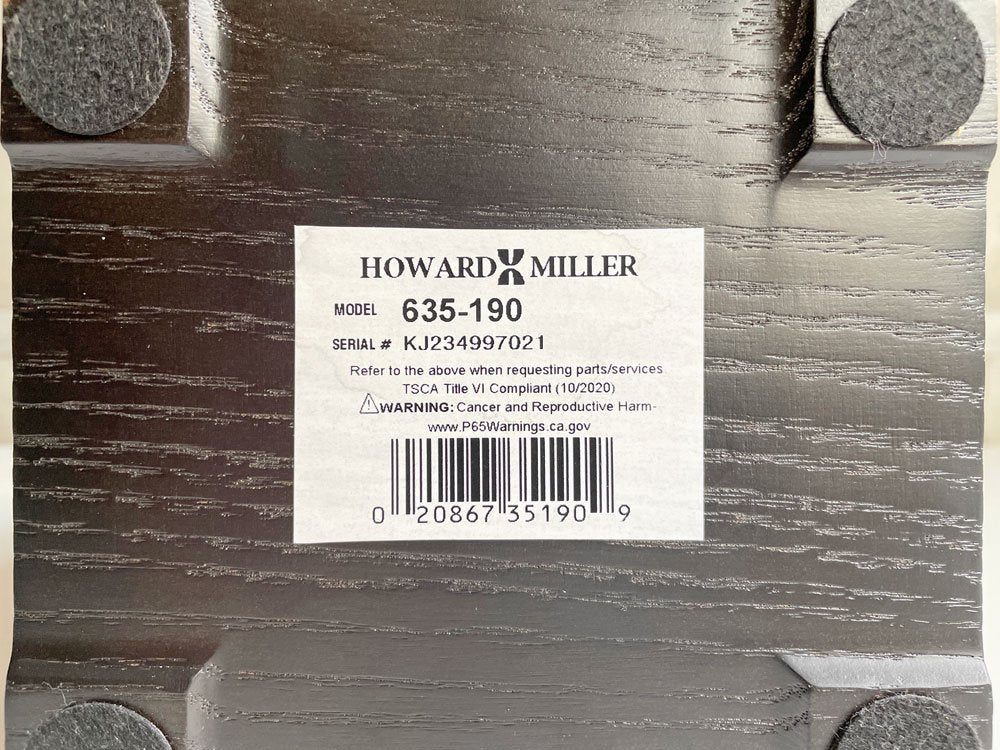 HOWARD MILLER
MODEL 635-190
SERIAL # KJ234997021
Refer to the above when requesting parts/services
TSCA Title VI Compliant (10/2020)
⚠WARNING: Cancer and Reproductive Harm-
www.P65Warnings.ca.gov
0 20867 35190 9